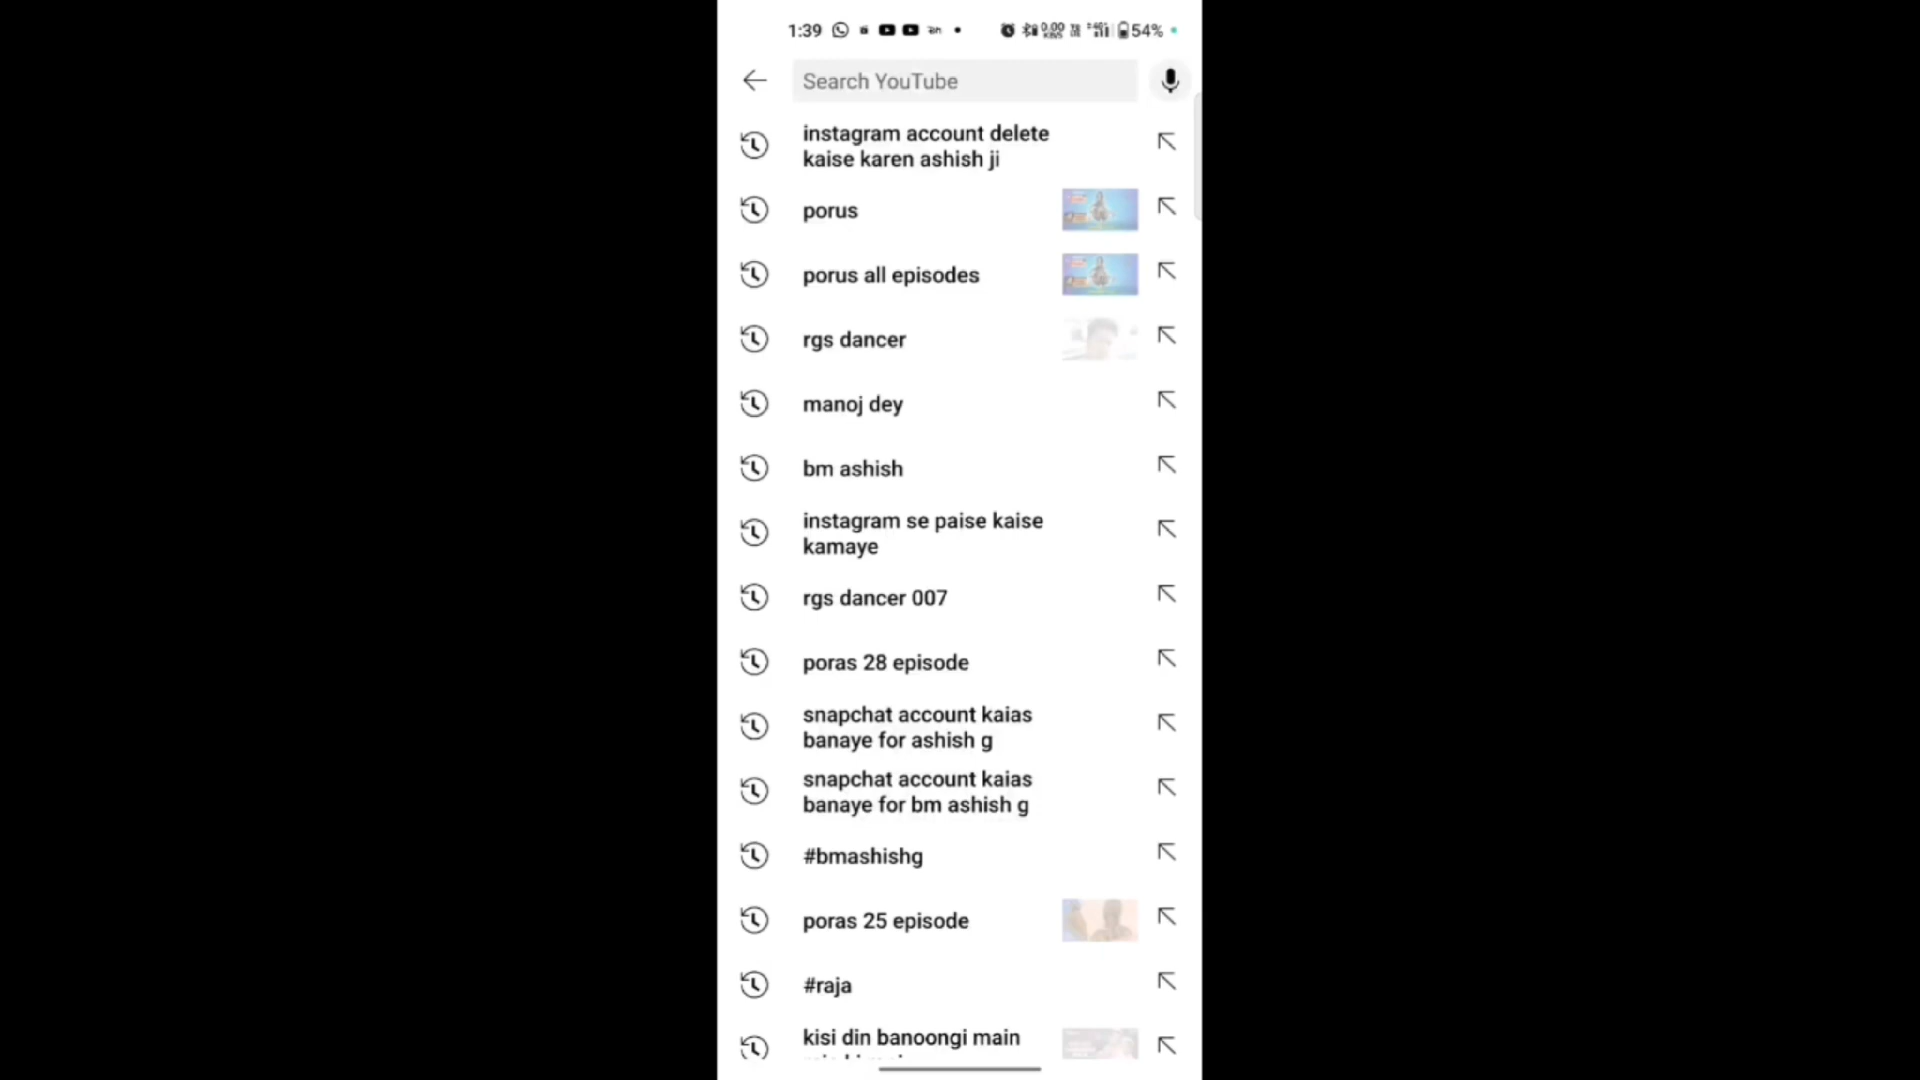 1:39
54%
Search YouTube
instagram account delete
kaise karen ashish ji
porus
porus all episodes
rgs dancer
manoj dey
bm ashish
instagram se paise kaise
kamaye
rgs dancer 007
poras 28 episode
snapchat account kaias
banaye for ashish g
snapchat account kaias
banaye for bm ashish g
#bmashishg
poras 25 episode
#raja
kisi din banoongi main